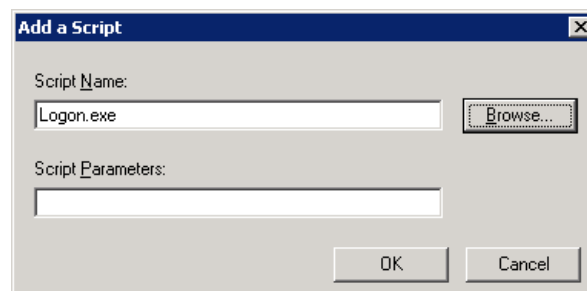 Add a Script
Script Name:
Logon.exe
Browse...
Script Parameters:
OK
Cancel